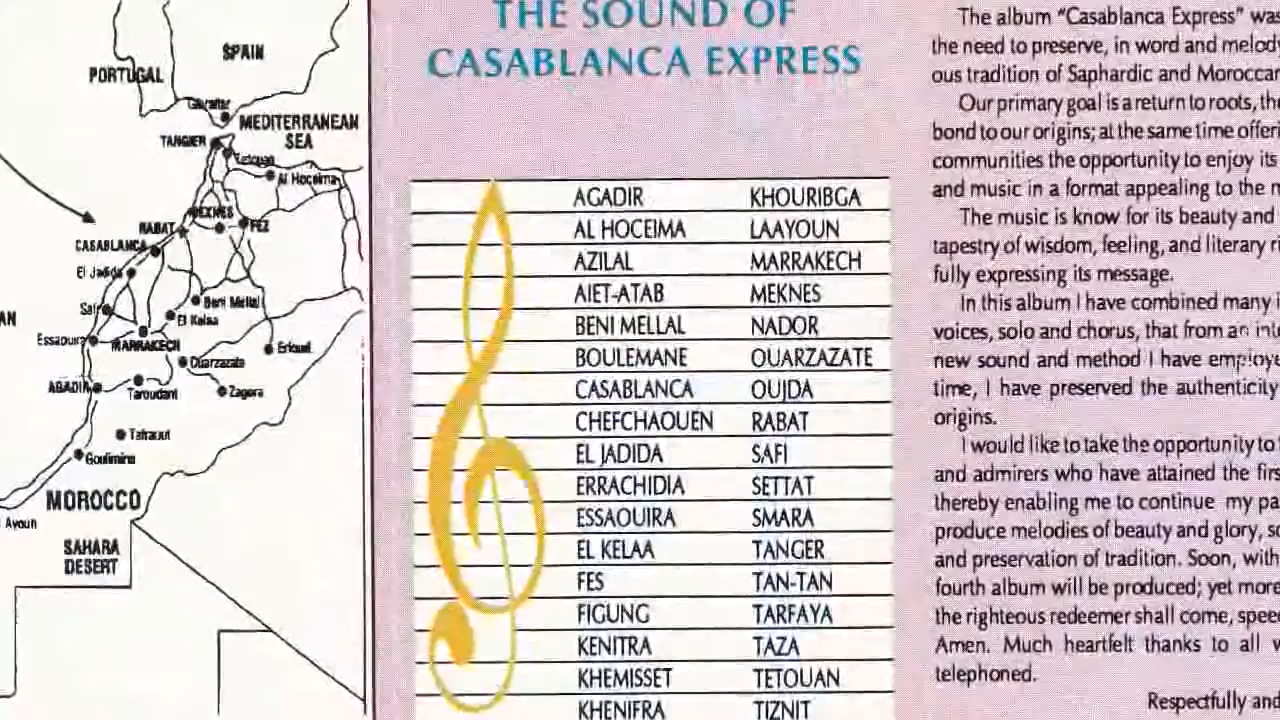 SPAIN
PORTUGAL
Gibraltar
MEDITERRANEAN
SEA
TANGIER
Tetouan
Al Hoceima
MEKNES
RABAT
FEZ
CASABLANCA
El Jadida
Beni Mellal
Safi
El Kelaa
Essaouira
MARRAKECH
Ouarzazate
AGADIR
Taroudant
Zagora
Goulimine
MOROCCO
Ayoun
SAHARA
DESERT
AN
THE SOUND OF
CASABLANCA EXPRESS
AGADIR KHOURIBGA
AL HOCEIMA LAAYOUN
AZILAL MARRAKECH
AIET-ATAB MEKNES
BENI MELLAL NADOR
BOULEMANE OUARZAZATE
CASABLANCA OUJDA
CHEFCHAOUEN RABAT
EL JADIDA SAFI
ERRACHIDIA SETTAT
ESSAOUIRA SMARA
EL KELAA TANGER
FES TAN-TAN
FIGUNG TARFAYA
KENITRA TAZA
KHEMISSET TETOUAN
KHENIFRA TIZNIT
The album "Casablanca Express" was
the need to preserve, in word and melod
ous tradition of Saphardic and Moroccan
Our primary goal is a return to roots, the
bond to our origins; at the same time offeri
communities the opportunity to enjoy its
and music in a format appealing to the
The music is know for its beauty and
tapestry of wisdom, feeling, and literary
fully expressing its message.
In this album I have combined many
voices, solo and chorus, that from an
new sound and method I have employ
time, I have preserved the authenticity
origins.
I would like to take the opportunity to
and admirers who have attained the firs
thereby enabling me to continue my pa
produce melodies of beauty and glory,
and preservation of tradition. Soon, with
fourth album will be produced; yet more
the righteous redeemer shall come, spee
Amen. Much heartfelt thanks to all
telephoned.
Respectfully and